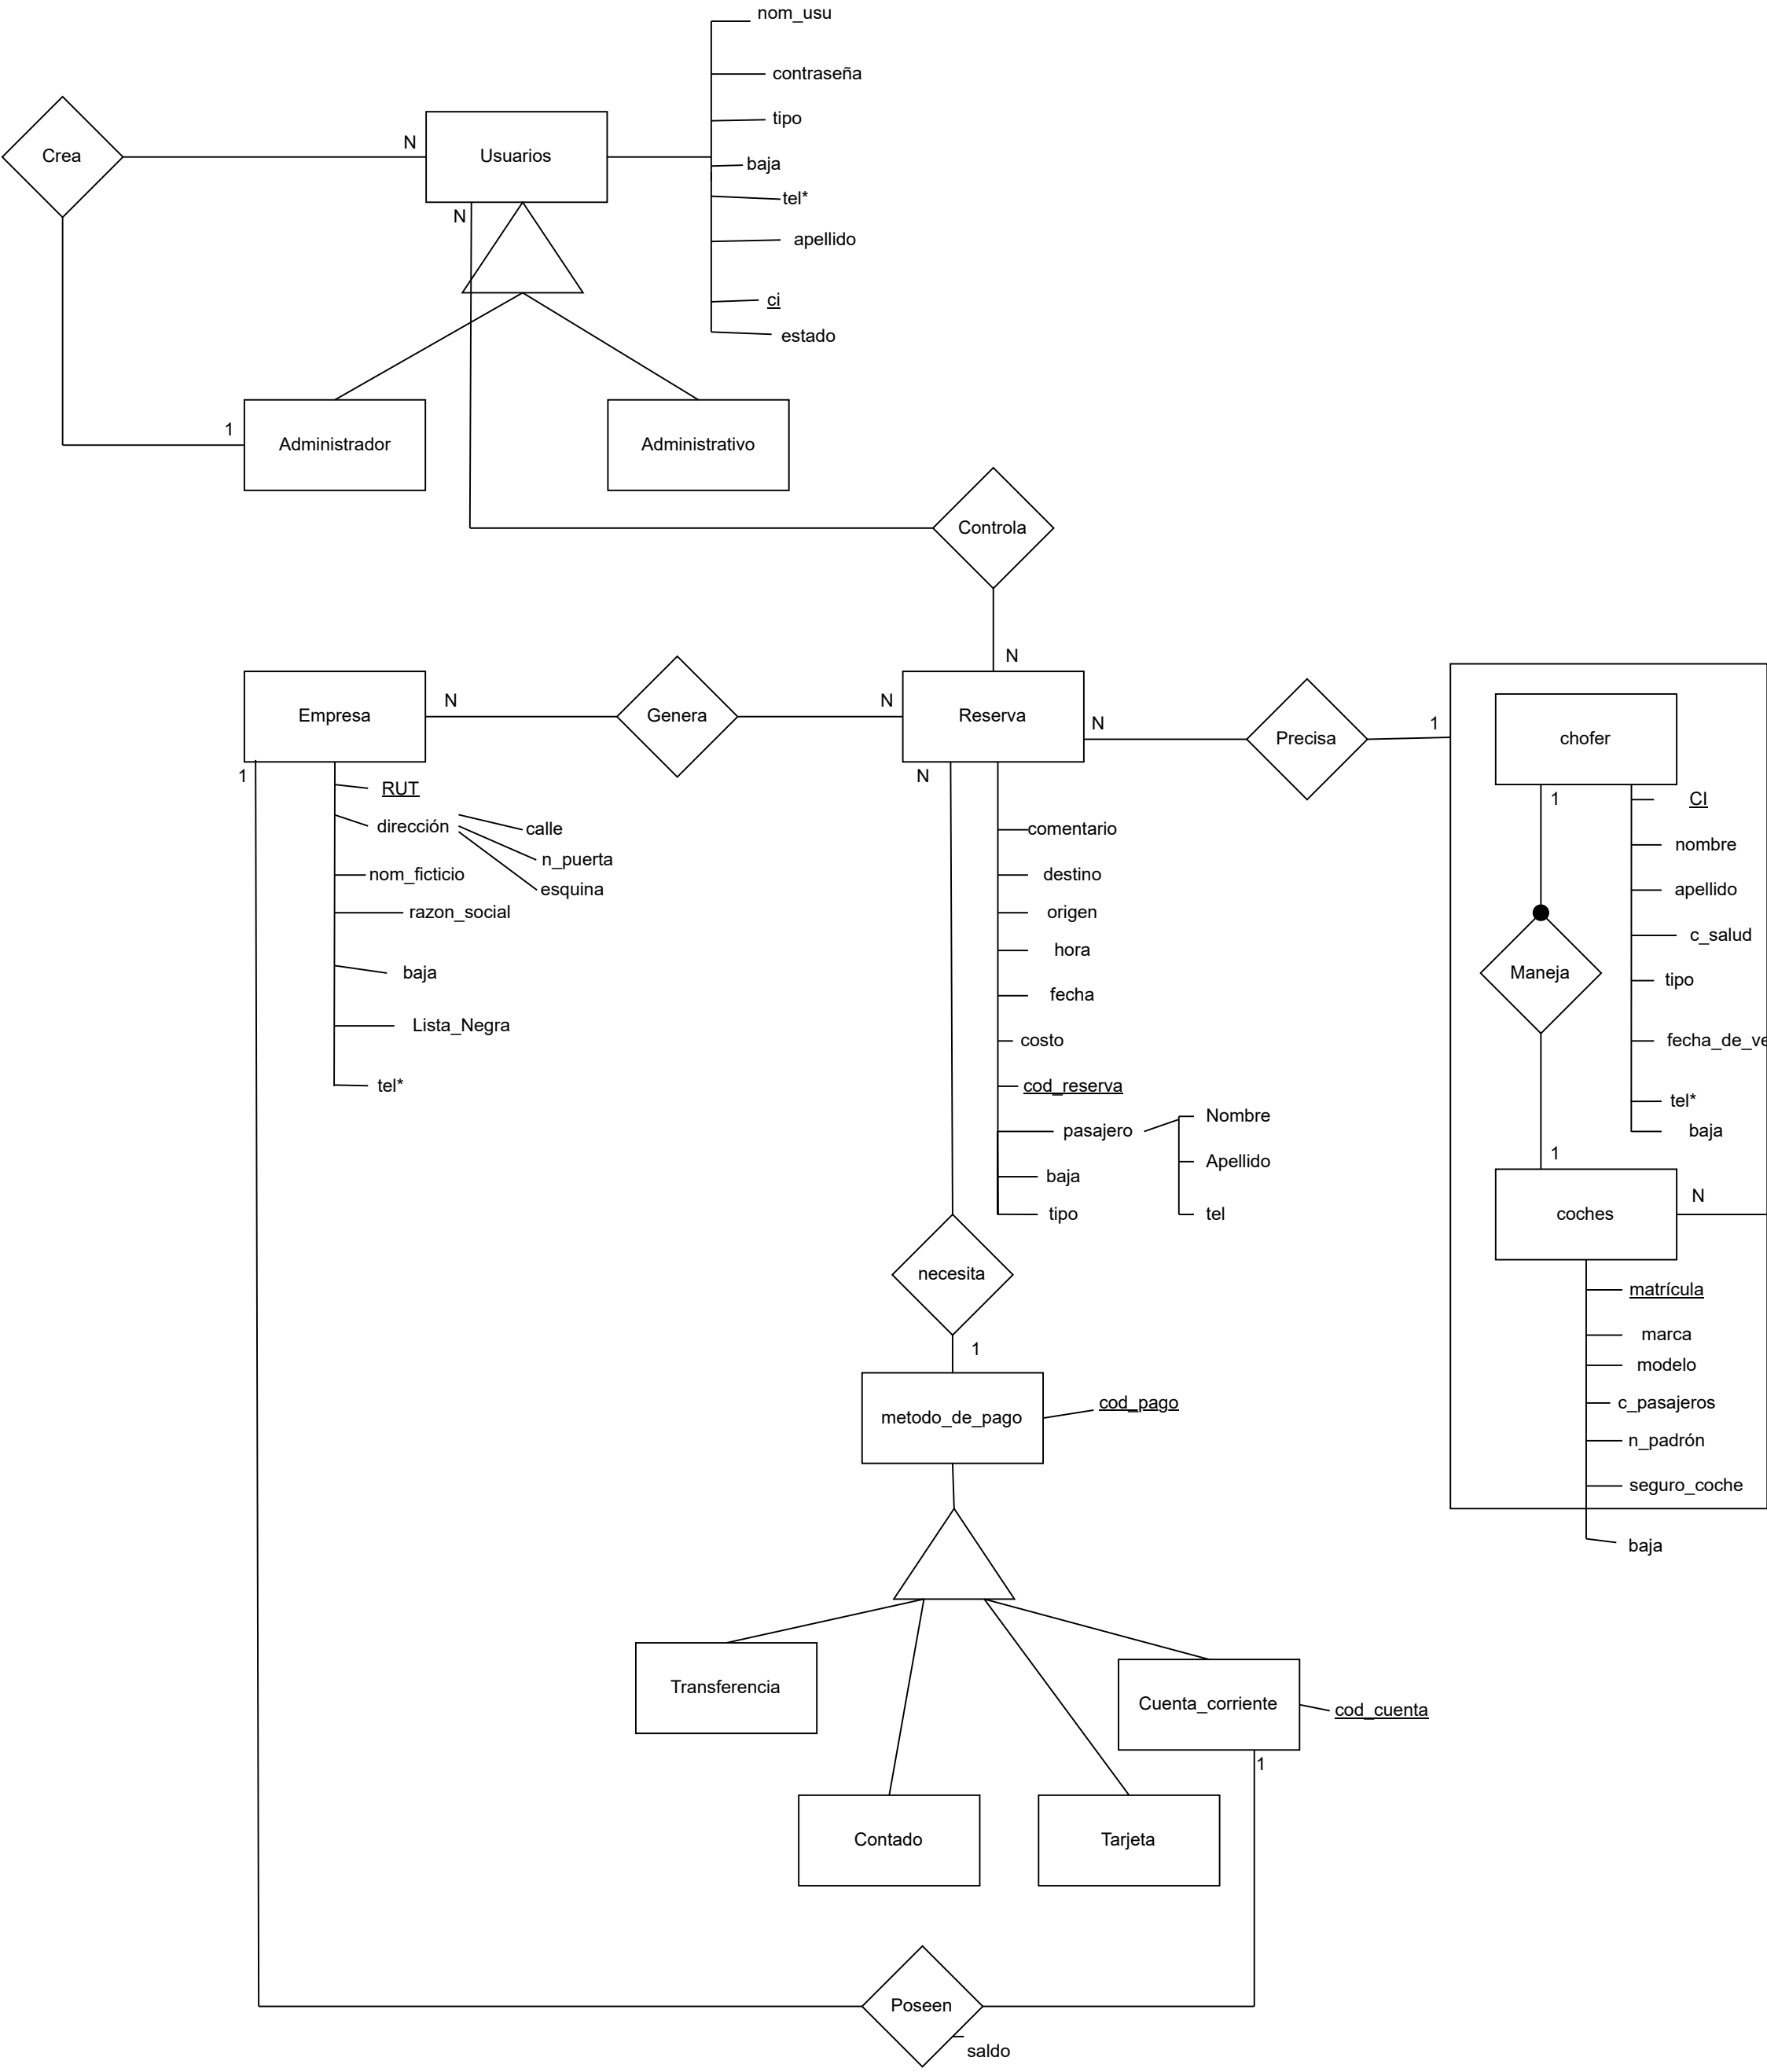 nom_usu
contraseña
tipo
baja
tel*
apellido
ci
estado
Crea
N
Usuarios
N
1
Administrador
Administrativo
Controla
N
Empresa
N
Genera
N
Reserva
N
Precisa
1
chofer
1
N
1
RUT
dirección
calle
n_puerta
esquina
nom_ficticio
razon_social
baja
Lista_Negra
tel*
comentario
destino
origen
hora
fecha
costo
cod_reserva
pasajero
Nombre
Apellido
tel
baja
tipo
CI
nombre
apellido
c_salud
tipo
fecha_de_ve
tel*
baja
Maneja
1
coches
N
matrícula
marca
modelo
c_pasajeros
n_padrón
seguro_coche
baja
necesita
1
metodo_de_pago
cod_pago
Transferencia
Cuenta_corriente
cod_cuenta
1
Contado
Tarjeta
Poseen
saldo